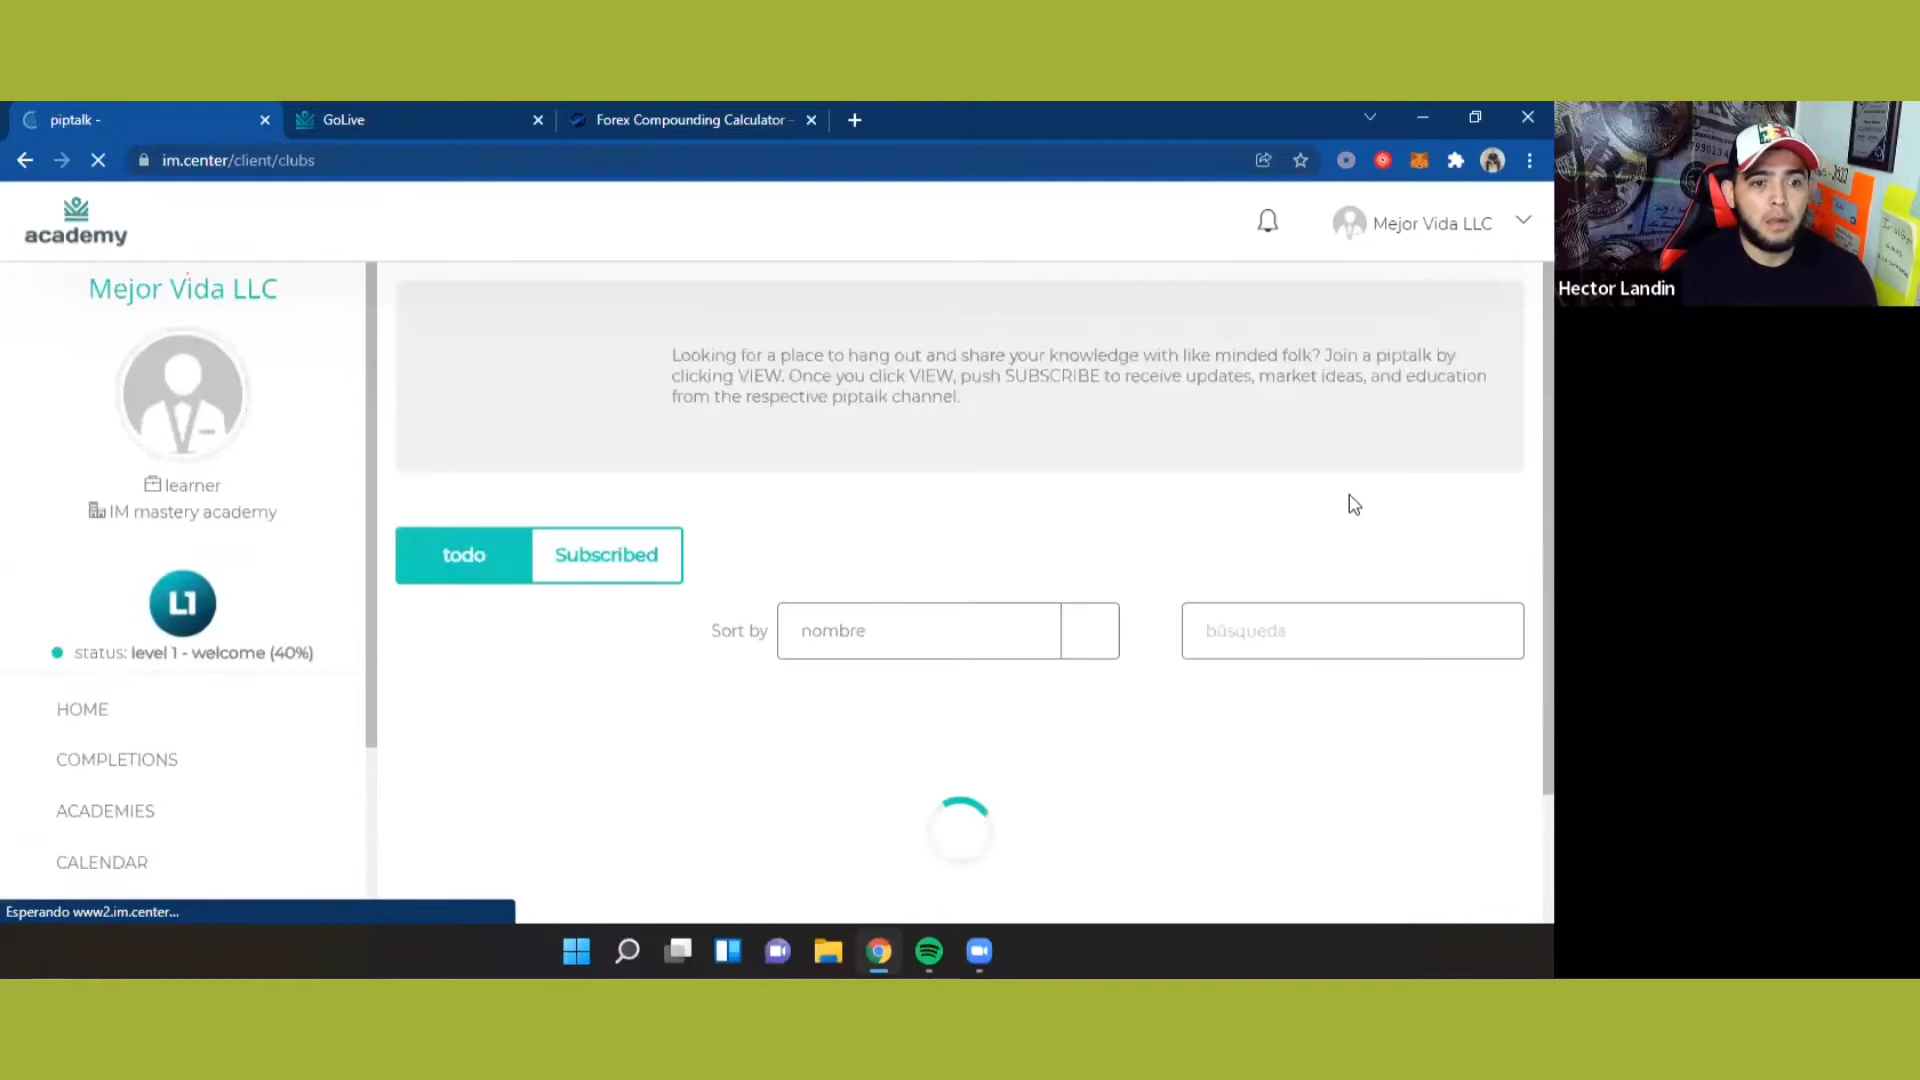 piptalk -
GoLive
Forex Compounding Calculator -
im.center/client/clubs
academy
Mejor Vida LLC
Hector Landin
Mejor Vida LLC
learner
IM mastery academy
L1
status: level 1 - welcome (40%)
HOME
COMPLETIONS
ACADEMIES
CALENDAR
Looking for a place to hang out and share your knowledge with like minded folk? Join a piptalk by
clicking VIEW. Once you click VIEW, push SUBSCRIBE to receive updates, market ideas, and education
from the respective piptalk channel.
todo
Subscribed
Sort by
nombre
búsqueda
Esperando www2.im.center...